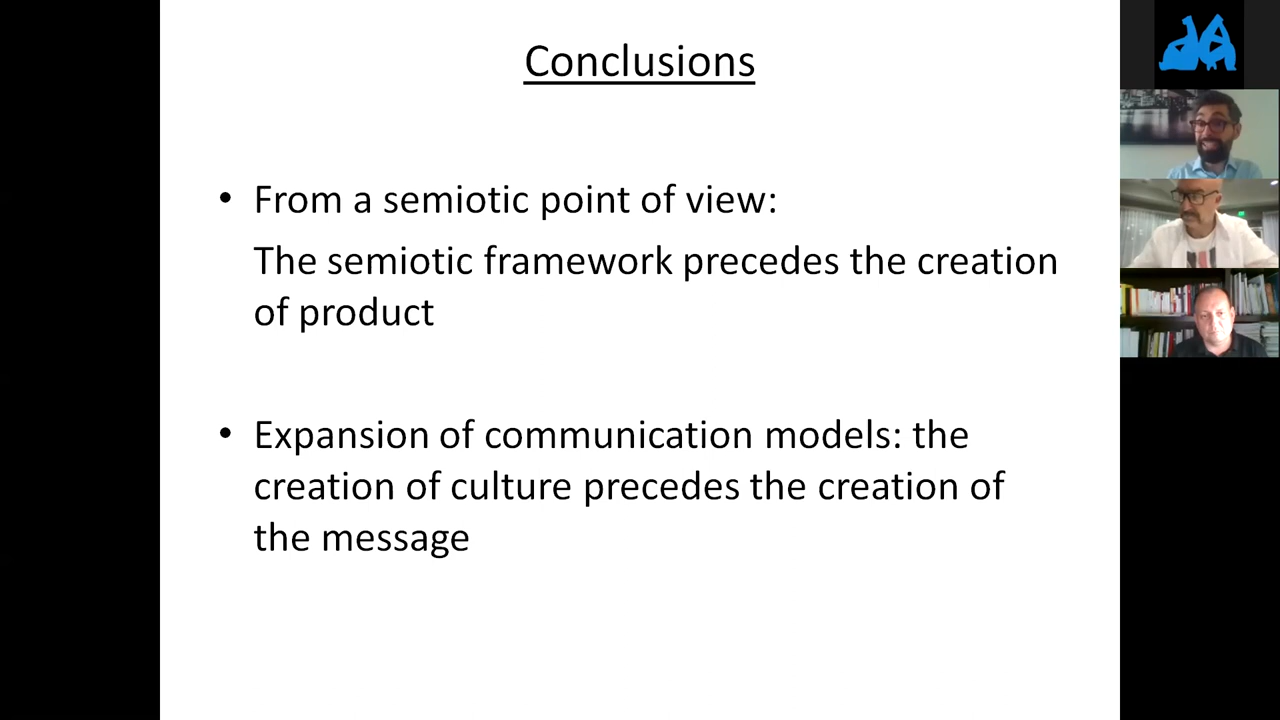 Conclusions
• From a semiotic point of view:
The semiotic framework precedes the creation
of product
• Expansion of communication models: the
creation of culture precedes the creation of
the message